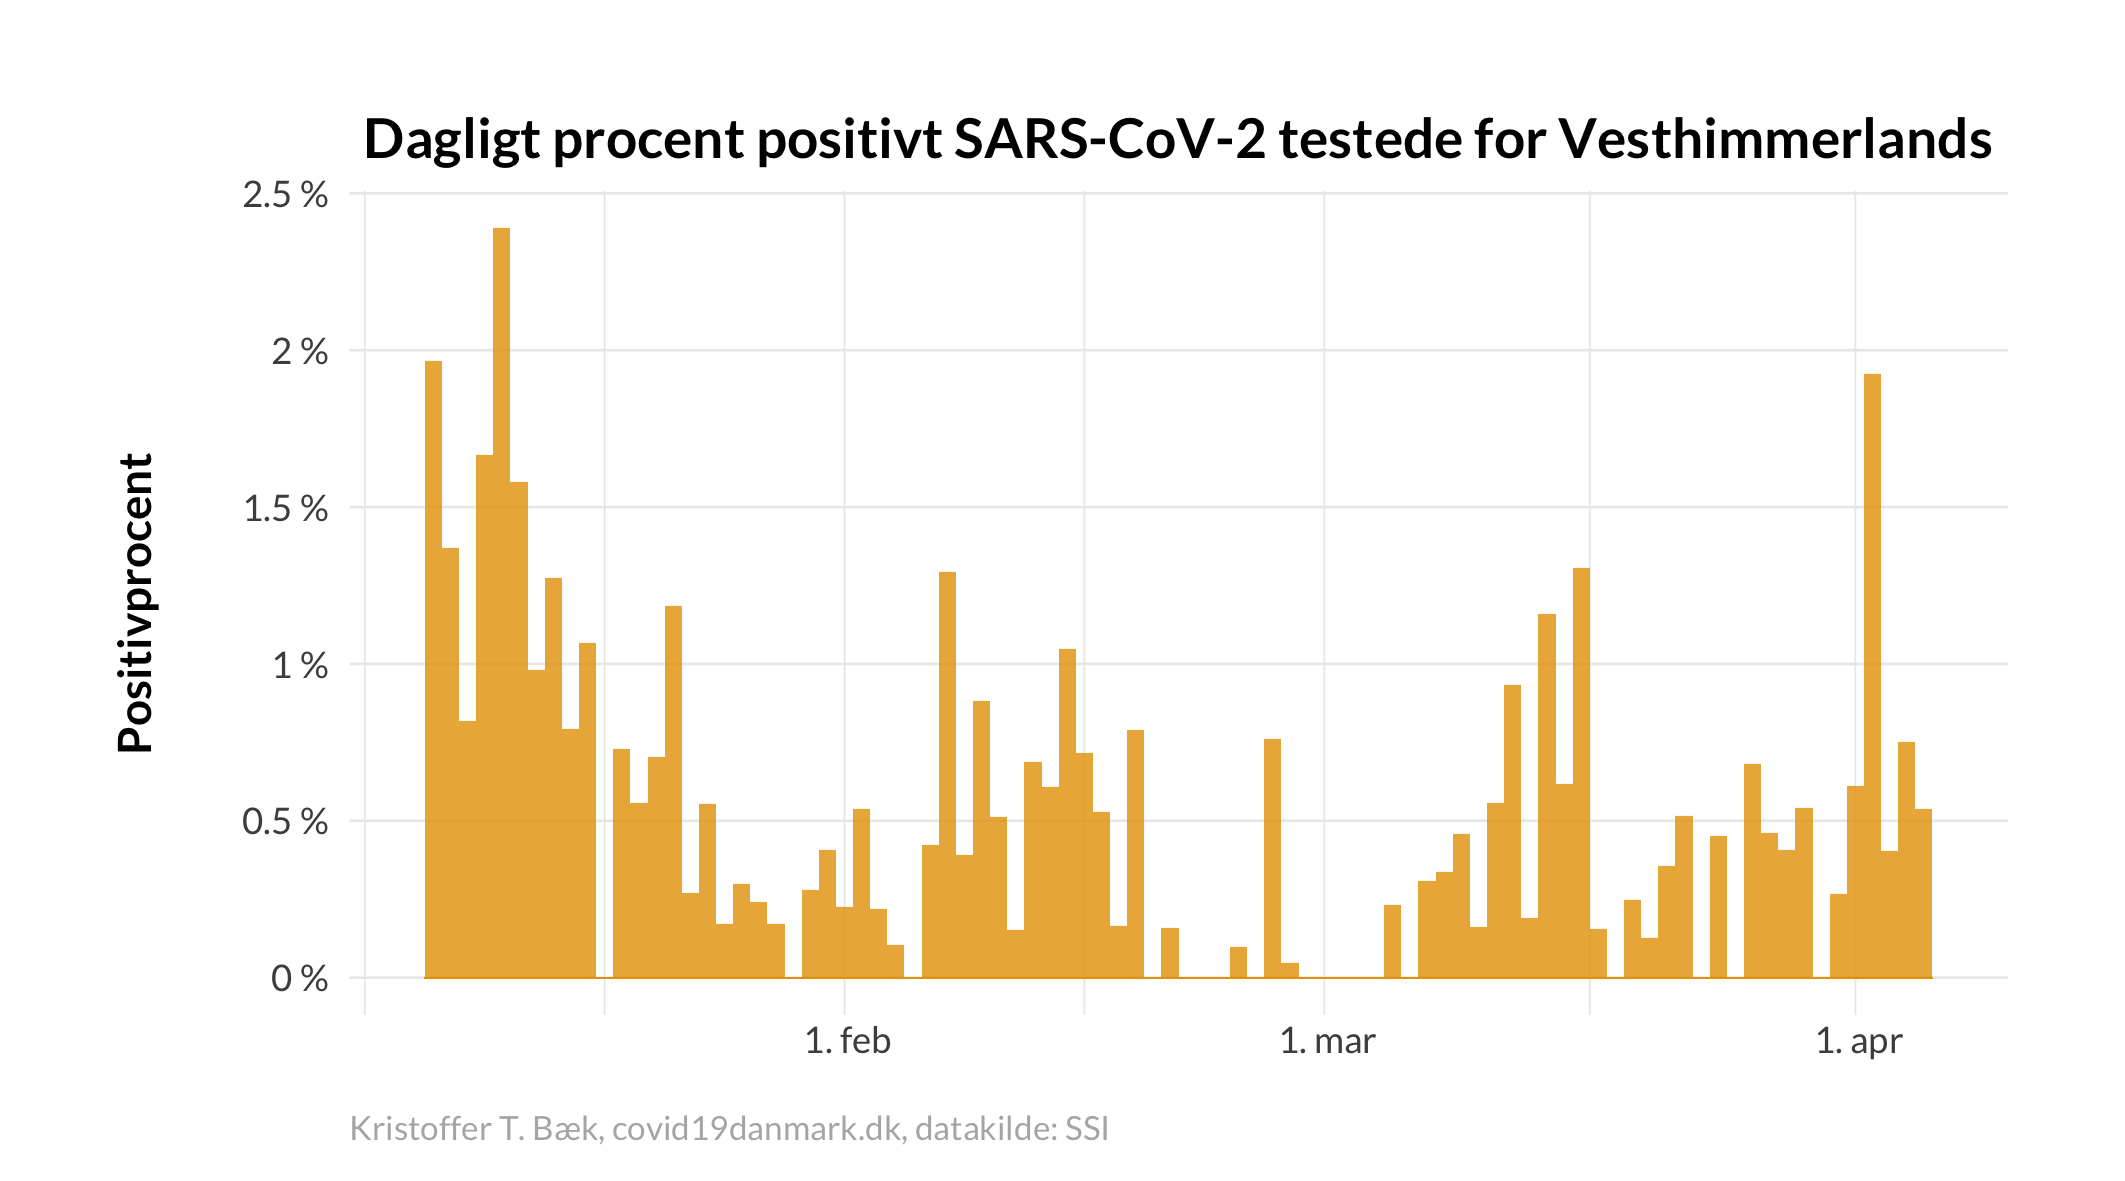 Dagligt procent positivt SARS-CoV-2 testede for Vesthimmerlands
2.5 %
2 %
1.5 %
1 %
0.5 %
0 %
Positivprocent
1. feb
1. mar
1. apr
Kristoffer T. Bæk, covid19danmark.dk, datakilde: SSI